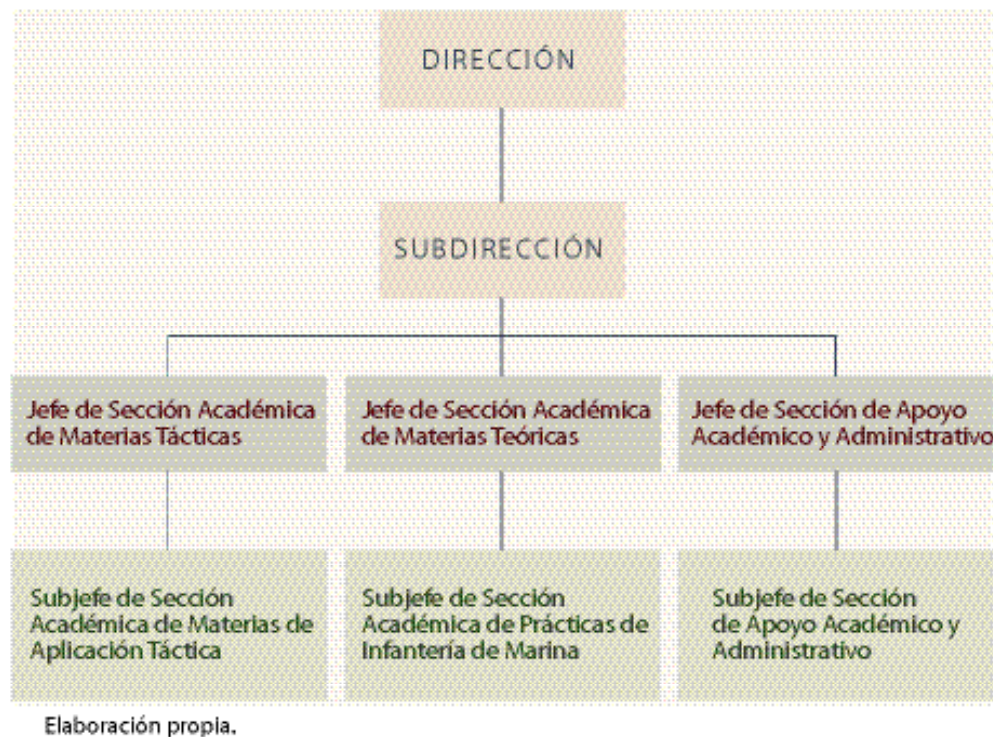 DIRECCIÓN
SUBDIRECCIÓN
Jefe de Sección Académica
de Materias Tácticas
Jefe de Sección Académica
de Materias Teóricas
Jefe de Sección de Apoyo
Académico y Administrativo
Subjefe de Sección
Académica de Materias de
Aplicación Táctica
Subjefe de Sección
Académica de Prácticas de
Infantería de Marina
Subjefe de Sección
de Apoyo Académico y
Administrativo
Elaboración propia.